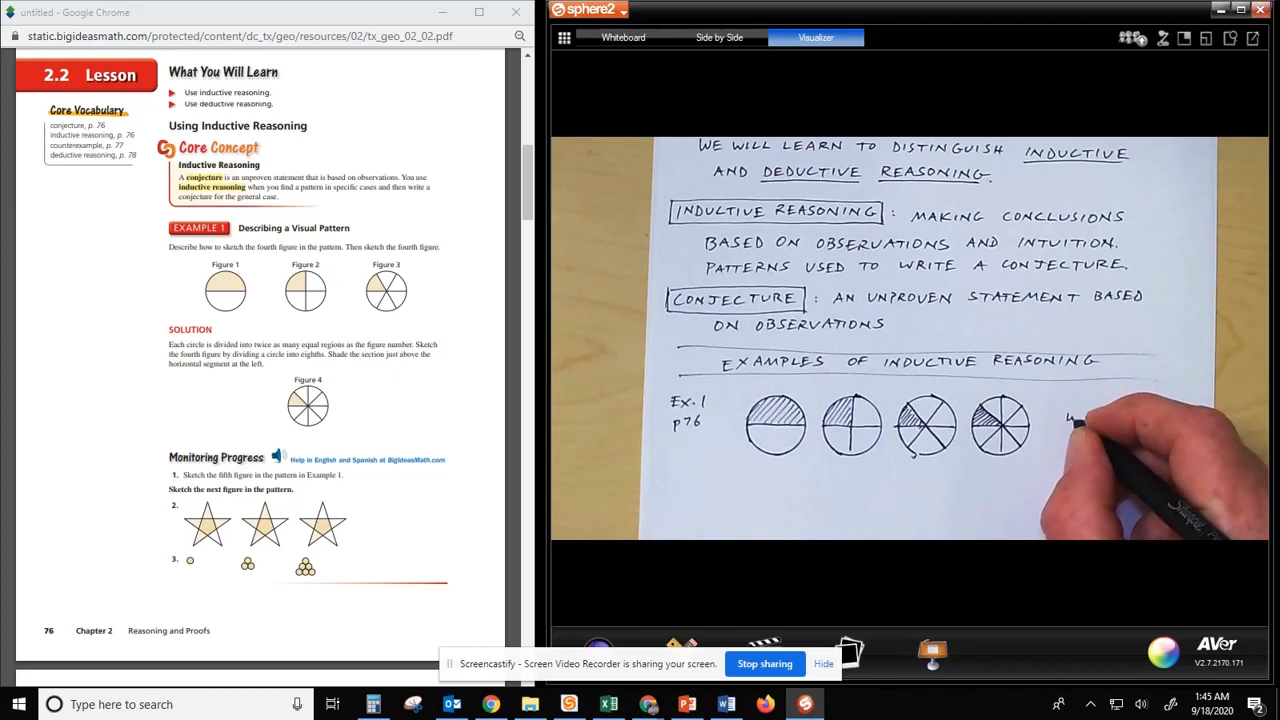 untitled - Google Chrome
static.bigideasmath.com/protected/content/dc_tx/geo/resources/02/tx_geo_02_02.pdf
2.2 Lesson
What You Will Learn
Use inductive reasoning.
Use deductive reasoning.
Core Vocabulary
conjecture, p. 76
inductive reasoning, p. 76
counterexample, p. 77
deductive reasoning, p. 78
Using Inductive Reasoning
Core Concept
Inductive Reasoning
A conjecture is an unproven statement that is based on observations. You use
inductive reasoning when you find a pattern in specific cases and then write a
conjecture for the general case.
EXAMPLE 1 Describing a Visual Pattern
Describe how to sketch the fourth figure in the pattern. Then sketch the fourth figure.
Figure 1 Figure 2 Figure 3
SOLUTION
Each circle is divided into twice as many equal regions as the figure number. Sketch
the fourth figure by dividing a circle into eighths. Shade the section just above the
horizontal segment at the left.
Figure 4
Monitoring Progress Help in English and Spanish at BigIdeasMath.com
1. Sketch the fifth figure in the pattern in Example 1.
Sketch the next figure in the pattern.
2.
3.
76 Chapter 2 Reasoning and Proofs
sphere2
Whiteboard Side by Side Visualizer
WE WILL LEARN TO DISTINGUISH INDUCTIVE
AND DEDUCTIVE REASONING.
INDUCTIVE REASONING : MAKING CONCLUSIONS
BASED ON OBSERVATIONS AND INTUITION.
PATTERNS USED TO WRITE A CONJECTURE.
CONJECTURE : AN UNPROVEN STATEMENT BASED
ON OBSERVATIONS
EXAMPLES OF INDUCTIVE REASONING
Ex. 1
p76
Sharpie
AVer
V2.7.2170.171
Screencastify - Screen Video Recorder is sharing your screen. Stop sharing Hide
Type here to search
1:45 AM
9/18/2020